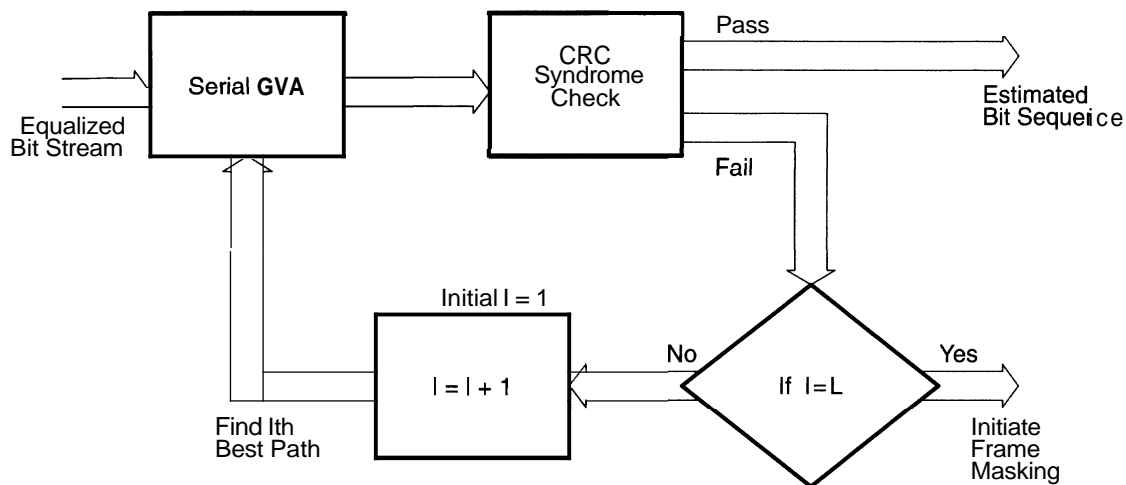 Pass
CRC
Syndrome
Check
Serial GVA
Equalized
Bit Stream
Estimated
Bit Sequeice
Fail
Initial l = 1
No
Yes
l = l + 1
If l=L
Find lth
Best Path
Initiate
Frame
Masking